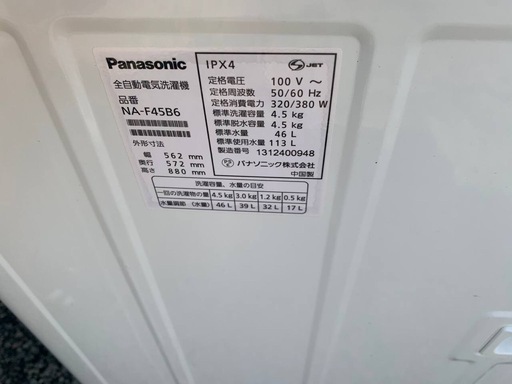 Panasonic
全自動電気洗濯機
品番
NA-F45B6
外形寸法
幅 562 mm
奥行 572 mm
高さ 880 mm
IPX4 JET
定格電圧 100 V ～
定格周波数 50/60 Hz
定格消費電力 320/380 W
標準洗濯容量 4.5 kg
標準脱水容量 4.5 kg
標準水量 46 L
標準使用水量 113 L
製造番号 1312400948
パナソニック株式会社
中国製
洗濯容量、水量の目安
一回の洗濯物の量 4.5 kg 3.0 kg 1.2 kg 0.5 kg
水量調節（水量） 46 L 39 L 32 L 17 L